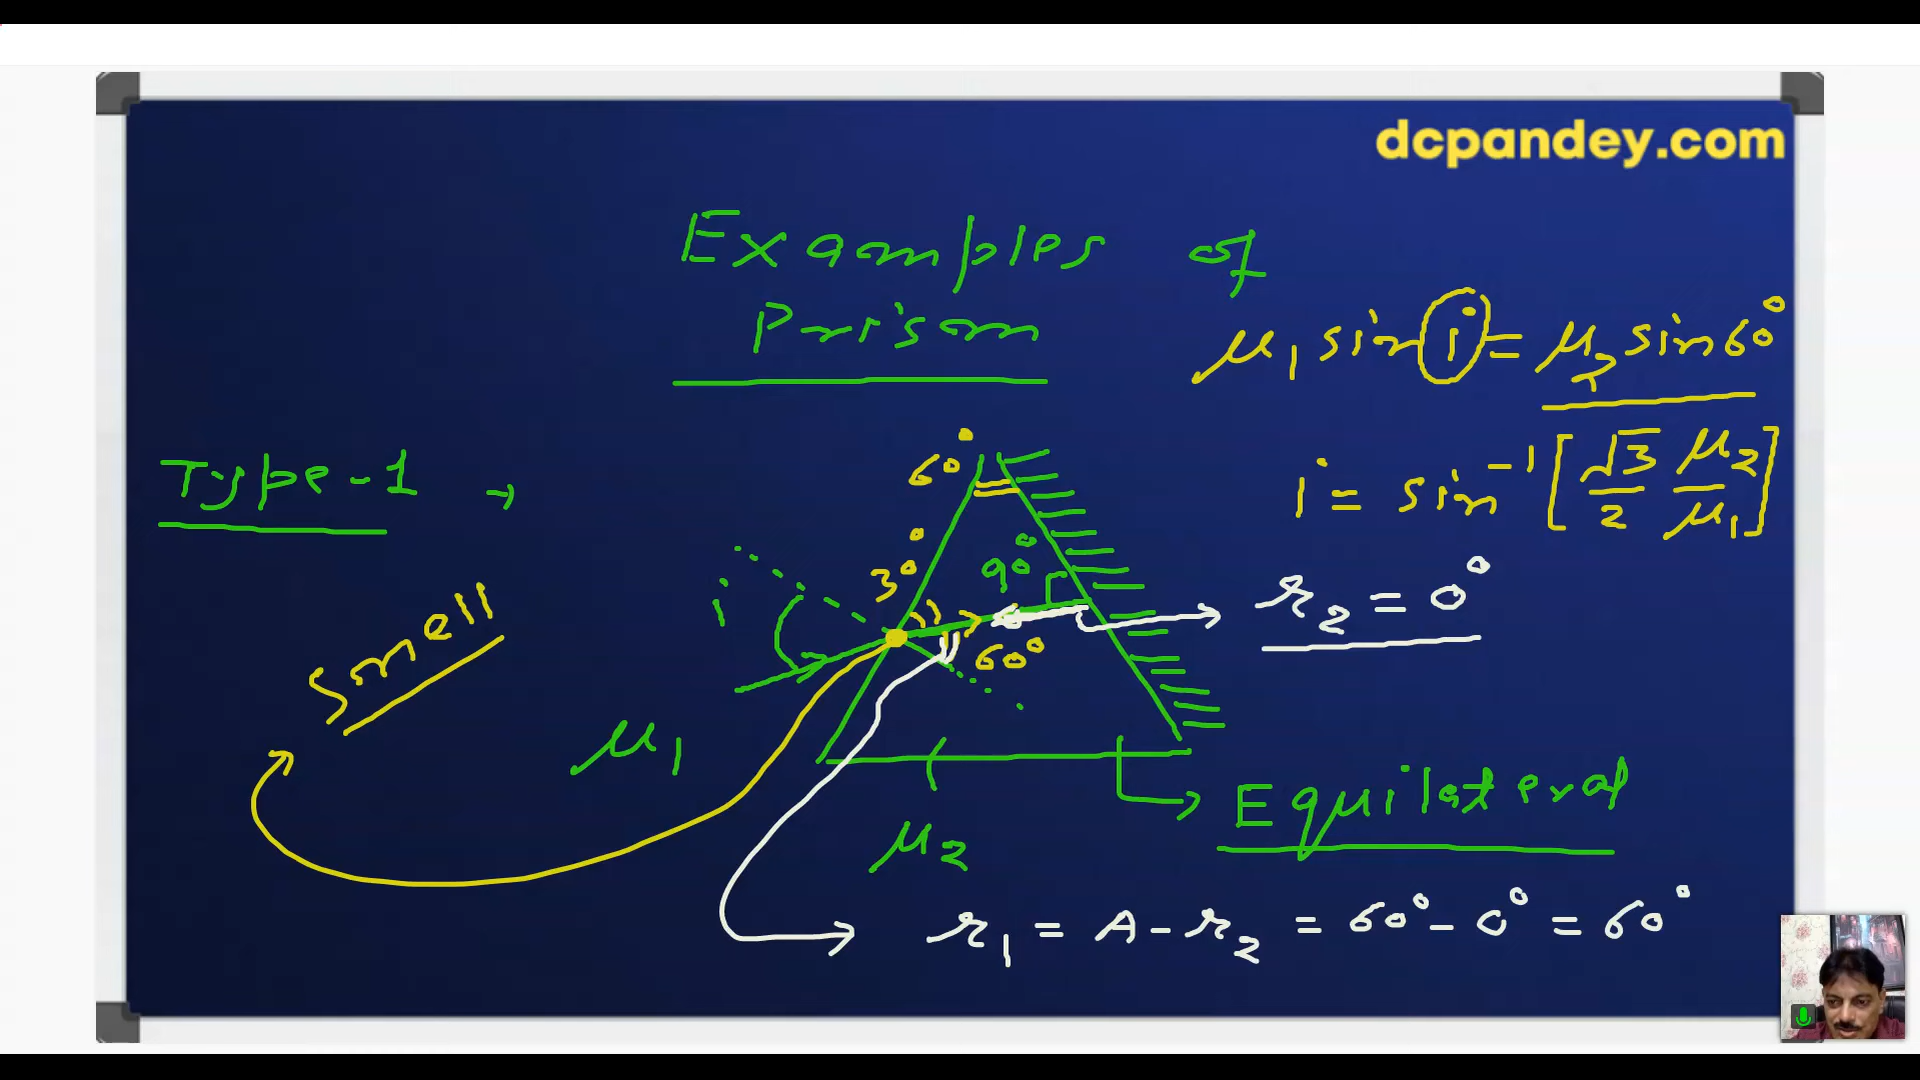 dcpandey.com
Examples of
Prism
μ₁ sin i = μ₂ sin 60°
i = sin⁻¹ [√3/2 μ₂/μ₁]
Type-1 →
60°
30°
90°
60°
i
r₂ = 0°
Snell
μ₁
μ₂
Equilateral
r₁ = A - r₂ = 60° - 0° = 60°